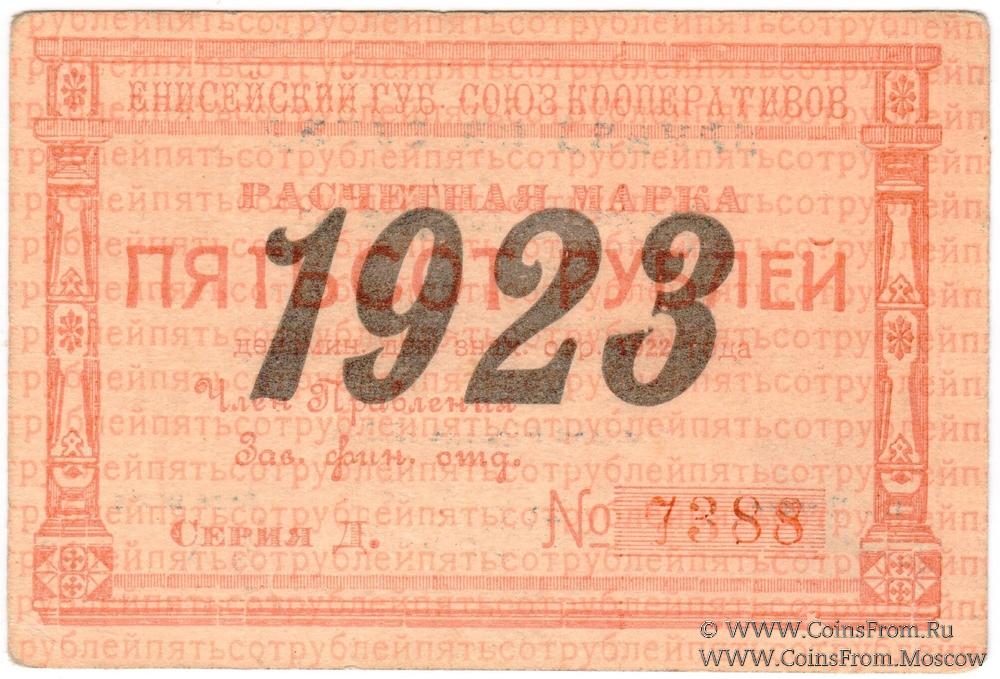 ЕНИСЕЙСКИЙ ГУБ. СОЮЗ КООПЕРАТИВОВ
РАСЧЕТНАЯ МАРКА
ПЯТЬСОТ РУБЛЕЙ
1923
года
Член Правления
Зав. фин. отд.
Серия Д.
№ 7388
© WWW.CoinsFrom.Ru
WWW.CoinsFrom.Moscow